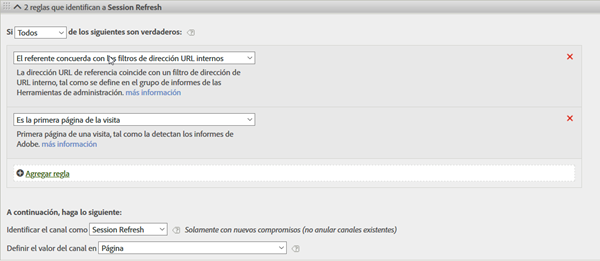 2 reglas que identifican a Session Refresh
Si Todos de los siguientes son verdaderos:
El referente concuerda con los filtros de dirección URL internos
La dirección URL de referencia coincide con un filtro de dirección de
URL interno, tal como se define en el grupo de informes de las
Herramientas de administración. más información
Es la primera página de la visita
Primera página de una visita, tal como la detectan los informes de
Adobe. más información
Agregar regla
A continuación, haga lo siguiente:
Identificar el canal como Session Refresh Solamente con nuevos compromisos (no anular canales existentes)
Definir el valor del canal en Página